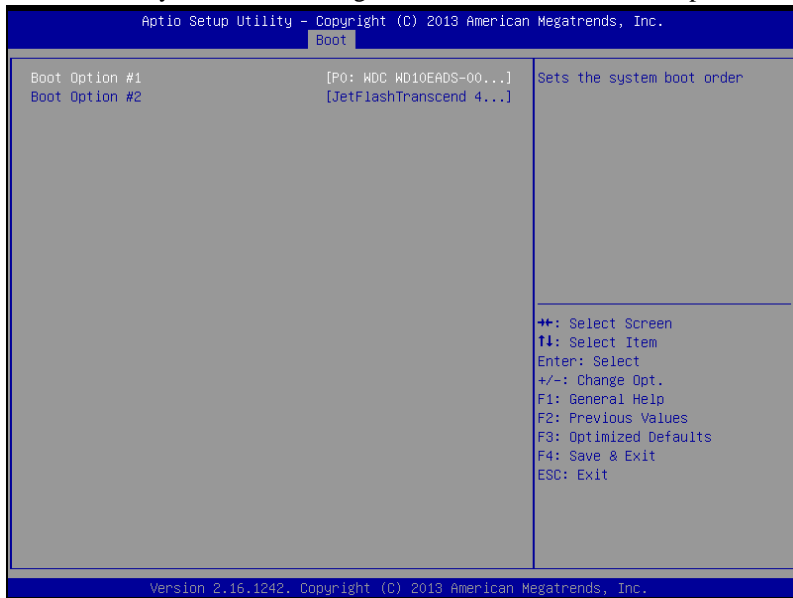 Aptio Setup Utility – Copyright (C) 2013 American Megatrends, Inc.
Boot
Boot Option #1 [P0: WDC WD10EADS-00...]
Boot Option #2 [JetFlashTranscend 4...]
Sets the system boot order
→←: Select Screen
↑↓: Select Item
Enter: Select
+/-: Change Opt.
F1: General Help
F2: Previous Values
F3: Optimized Defaults
F4: Save & Exit
ESC: Exit
Version 2.16.1242. Copyright (C) 2013 American Megatrends, Inc.